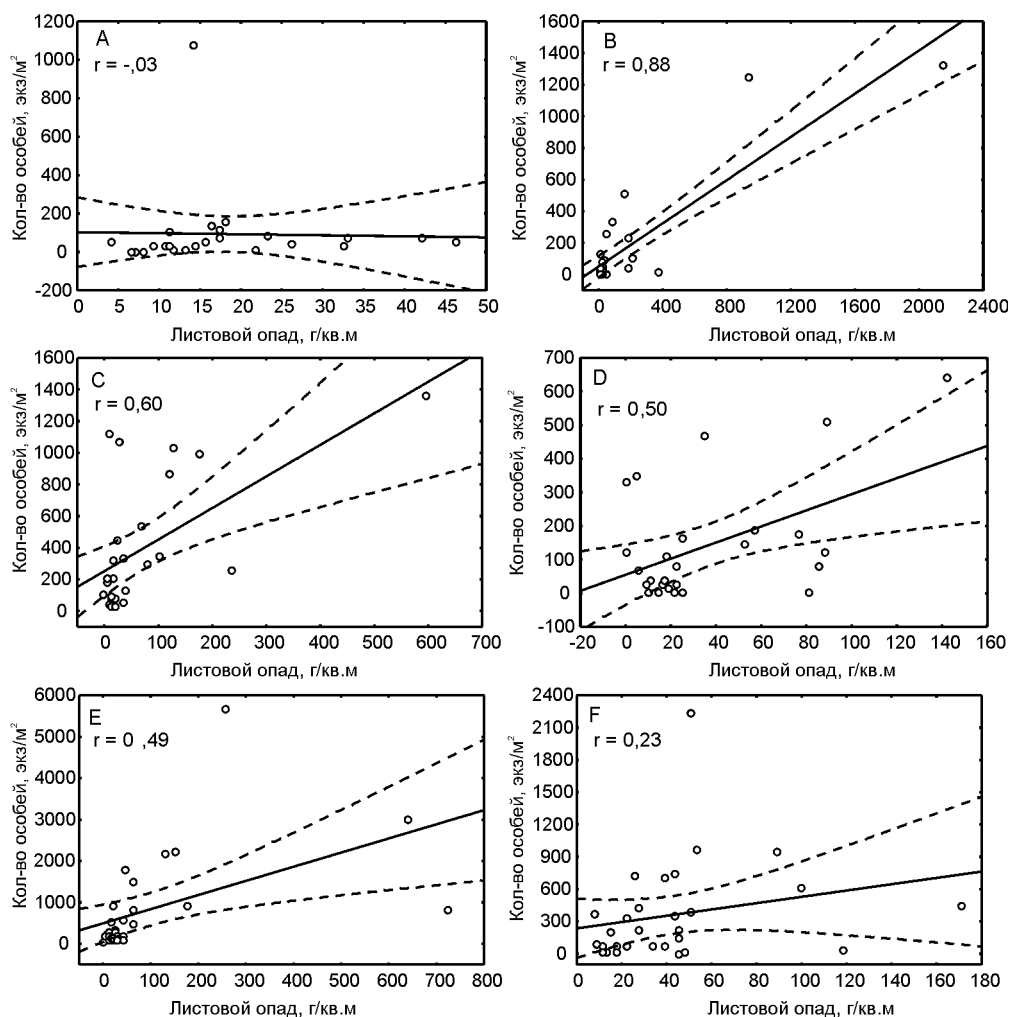 A
r = -,03
Кол-во особей, экз/м²
1200
1000
800
600
400
200
0
-200
0 5 10 15 20 25 30 35 40 45 50
Листовой опад, г/кв.м
B
r = 0,88
Кол-во особей, экз/м²
1600
1400
1200
1000
800
600
400
200
0
0 400 800 1200 1600 2000 2400
Листовой опад, г/кв.м
C
r = 0,60
Кол-во особей, экз/м²
1600
1400
1200
1000
800
600
400
200
0
0 100 200 300 400 500 600 700
Листовой опад, г/кв.м
D
r = 0,50
Кол-во особей, экз/м²
700
600
500
400
300
200
100
0
-100
-20 0 20 40 60 80 100 120 140 160
Листовой опад, г/кв.м
E
r = 0 ,49
Кол-во особей, экз/м²
6000
5000
4000
3000
2000
1000
0
0 100 200 300 400 500 600 700 800
Листовой опад, г/кв.м
F
r = 0,23
Кол-во особей, экз/м²
2400
2100
1800
1500
1200
900
600
300
0
0 20 40 60 80 100 120 140 160 180
Листовой опад, г/кв.м